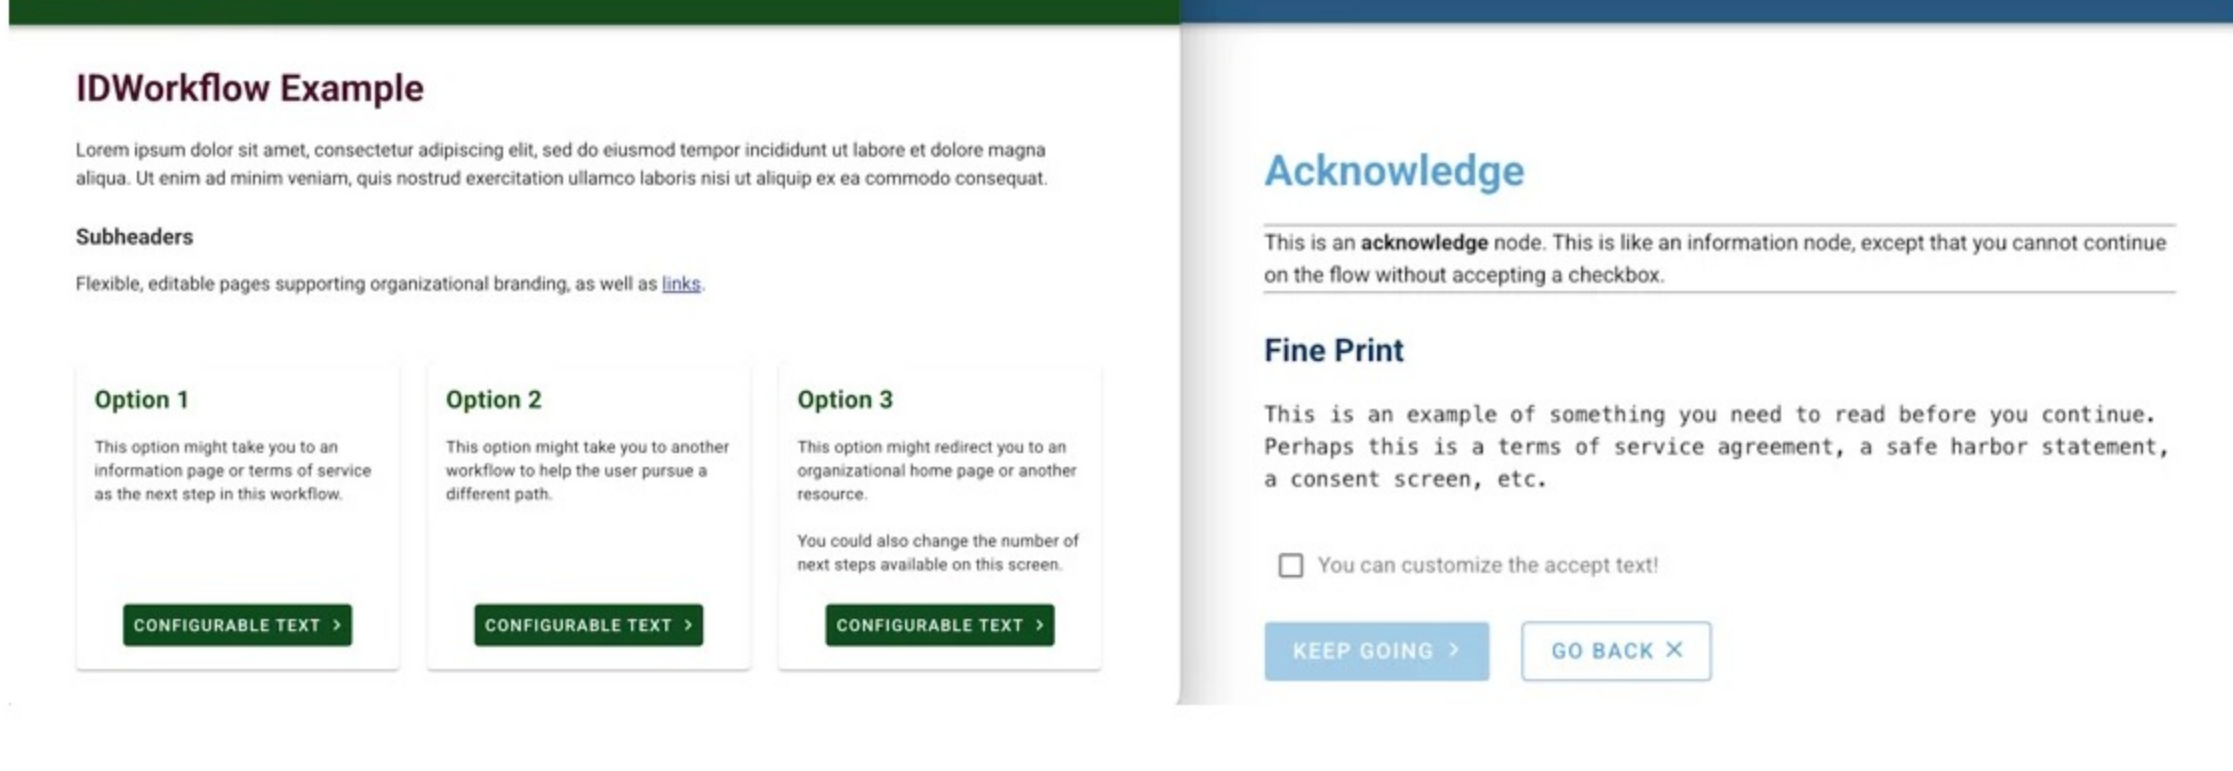 IDWorkflow Example
Lorem ipsum dolor sit amet, consectetur adipiscing elit, sed do eiusmod tempor incididunt ut labore et dolore magna
aliqua. Ut enim ad minim veniam, quis nostrud exercitation ullamco laboris nisi ut aliquip ex ea commodo consequat.
Subheaders
Flexible, editable pages supporting organizational branding, as well as links.
Option 1
This option might take you to an
information page or terms of service
as the next step in this workflow.
CONFIGURABLE TEXT >
Option 2
This option might take you to another
workflow to help the user pursue a
different path.
CONFIGURABLE TEXT >
Option 3
This option might redirect you to an
organizational home page or another
resource.
You could also change the number of
next steps available on this screen.
CONFIGURABLE TEXT >
Acknowledge
This is an acknowledge node. This is like an information node, except that you cannot continue
on the flow without accepting a checkbox.
Fine Print
This is an example of something you need to read before you continue.
Perhaps this is a terms of service agreement, a safe harbor statement,
a consent screen, etc.
You can customize the accept text!
KEEP GOING >
GO BACK ×